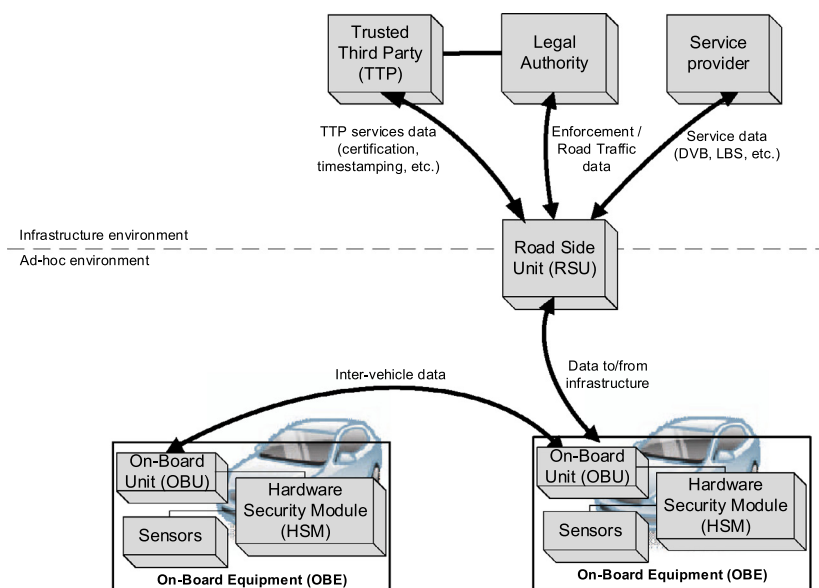 Trusted
Third Party
(TTP)
Legal
Authority
Service
provider
TTP services data
(certification,
timestamping, etc.)
Enforcement /
Road Traffic
data
Service data
(DVB, LBS, etc.)
Infrastructure environment
Ad-hoc environment
Road Side
Unit (RSU)
Inter-vehicle data
Data to/from
infrastructure
On-Board
Unit (OBU)
Hardware
Security Module
(HSM)
Sensors
On-Board Equipment (OBE)
On-Board
Unit (OBU)
Hardware
Security Module
(HSM)
Sensors
On-Board Equipment (OBE)